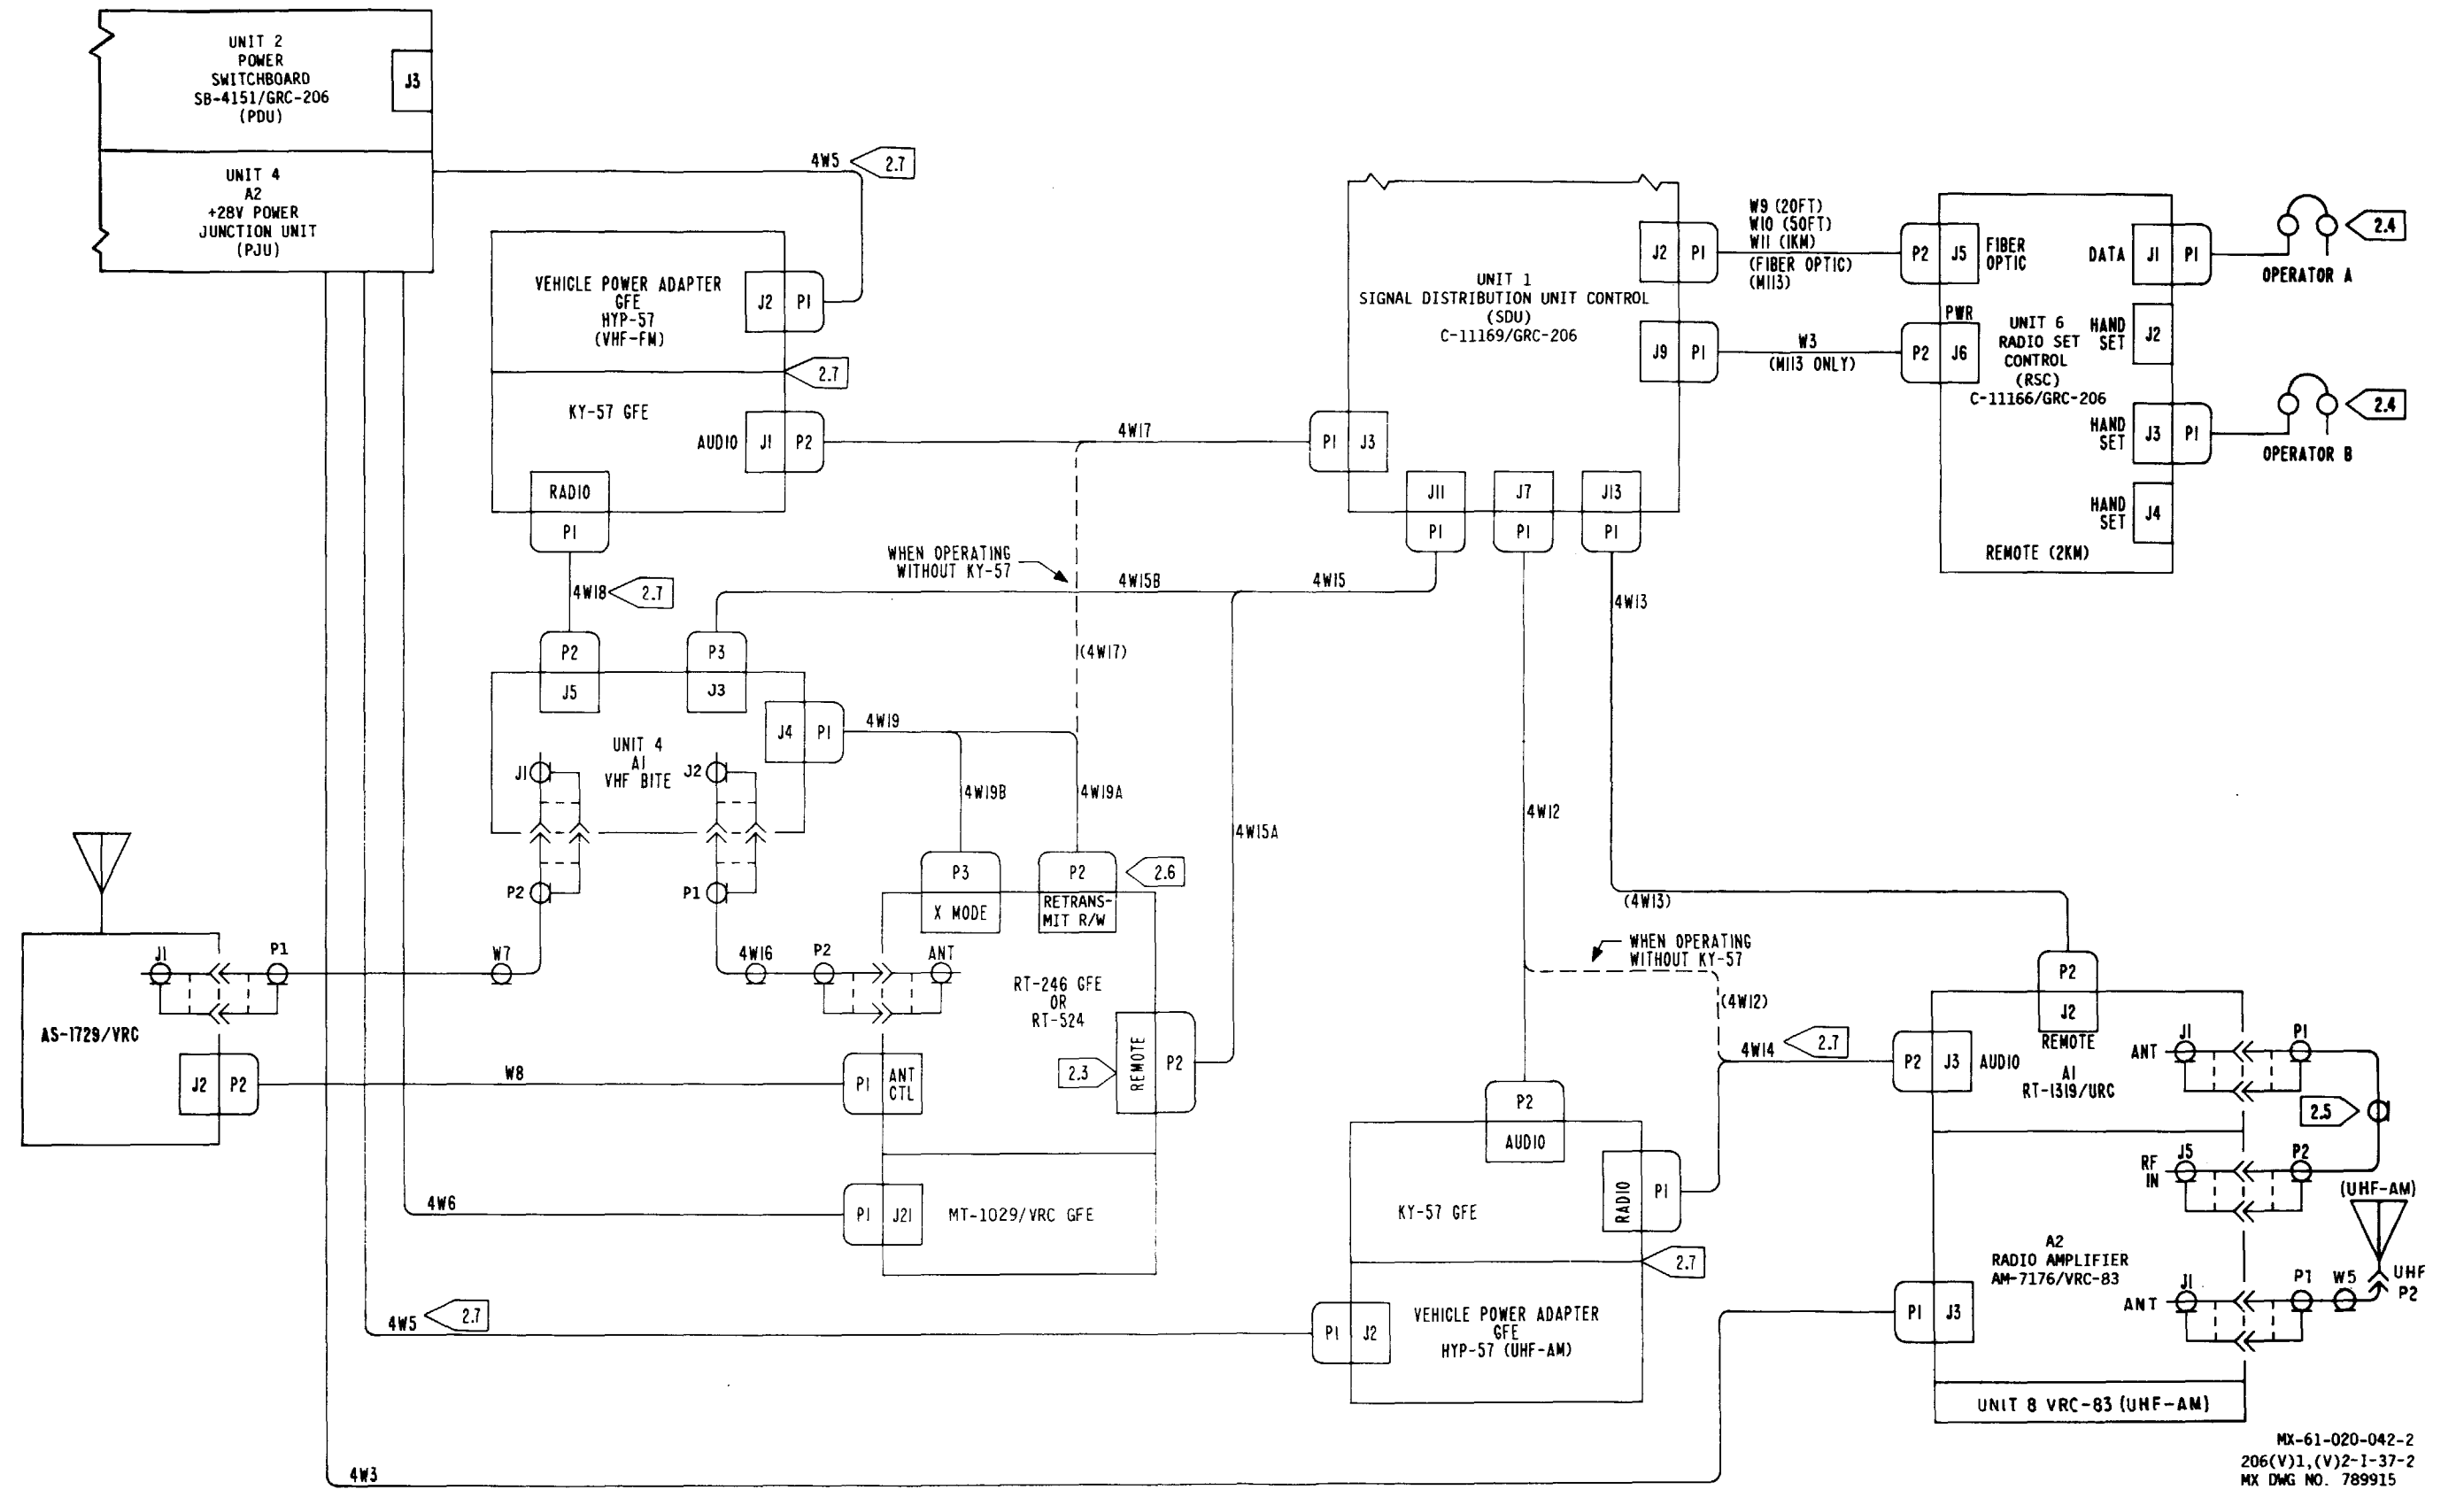 UNIT 2
POWER
SWITCHBOARD
SB-4151/GRC-206
(PDU)
J3
UNIT 4
A2
+28V POWER
JUNCTION UNIT
(PJU)
4W5
2.7
VEHICLE POWER ADAPTER
GFE
HYP-57
(VHF-FM)
J2
P1
2.7
KY-57 GFE
AUDIO
J1
P2
RADIO
P1
4W17
4W18
2.7
WHEN OPERATING
WITHOUT KY-57
4W15B
4W15
(4W17)
UNIT 1
SIGNAL DISTRIBUTION UNIT CONTROL
(SDU)
C-11169/GRC-206
J2
P1
J9
P1
P1
J3
J11
P1
J7
P1
J13
P1
W9 (20FT)
W10 (50FT)
W11 (1KM)
(FIBER OPTIC)
(M113)
W3
(M113 ONLY)
P2
J5
FIBER
OPTIC
P2
J6
PWR
UNIT 6
RADIO SET
CONTROL
(RSC)
C-11166/GRC-206
REMOTE (2KM)
DATA
J1
P1
HAND
SET
J2
HAND
SET
J3
P1
HAND
SET
J4
2.4
OPERATOR A
2.4
OPERATOR B
P2
J5
P3
J3
J4
P1
4W19
UNIT 4
A1
VHF BITE
J1
J2
P2
P1
4W19B
4W19A
4W15A
4W12
4W13
P3
X MODE
P2
RETRANS-
MIT R/W
2.6
AS-1729/VRC
J1
P1
W7
4W16
P2
ANT
RT-246 GFE
OR
RT-524
J2
P2
W8
P1
ANT
CTL
2.3
REMOTE
P2
4W6
P1
J21
MT-1029/VRC GFE
4W5
2.7
4W3
WHEN OPERATING
WITHOUT KY-57
(4W12)
(4W13)
4W14
2.7
P2
AUDIO
RADIO
P1
KY-57 GFE
2.7
P1
J2
VEHICLE POWER ADAPTER
GFE
HYP-57 (UHF-AM)
P2
J2
REMOTE
P2
J3
AUDIO
A1
RT-1319/URC
ANT
J1
P1
2.5
RF
IN
J5
P2
(UHF-AM)
A2
RADIO AMPLIFIER
AM-7176/VRC-83
P1
J3
ANT
J1
P1
W5
UHF
P2
UNIT 8 VRC-83 (UHF-AM)
MX-61-020-042-2
206(V)1,(V)2-I-37-2
MX DWG NO. 789915